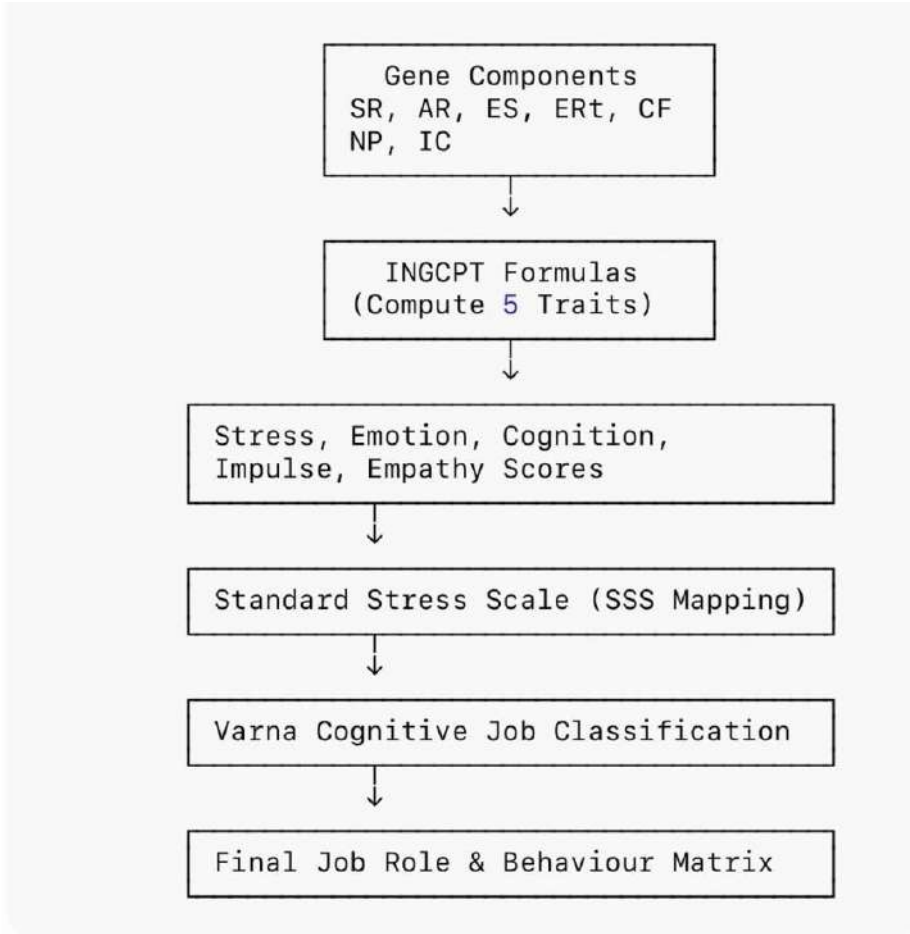 Gene Components
SR, AR, ES, ERt, CF
NP, IC
INGCPT Formulas
(Compute 5 Traits)
Stress, Emotion, Cognition,
Impulse, Empathy Scores
Standard Stress Scale (SSS Mapping)
Varna Cognitive Job Classification
Final Job Role & Behaviour Matrix